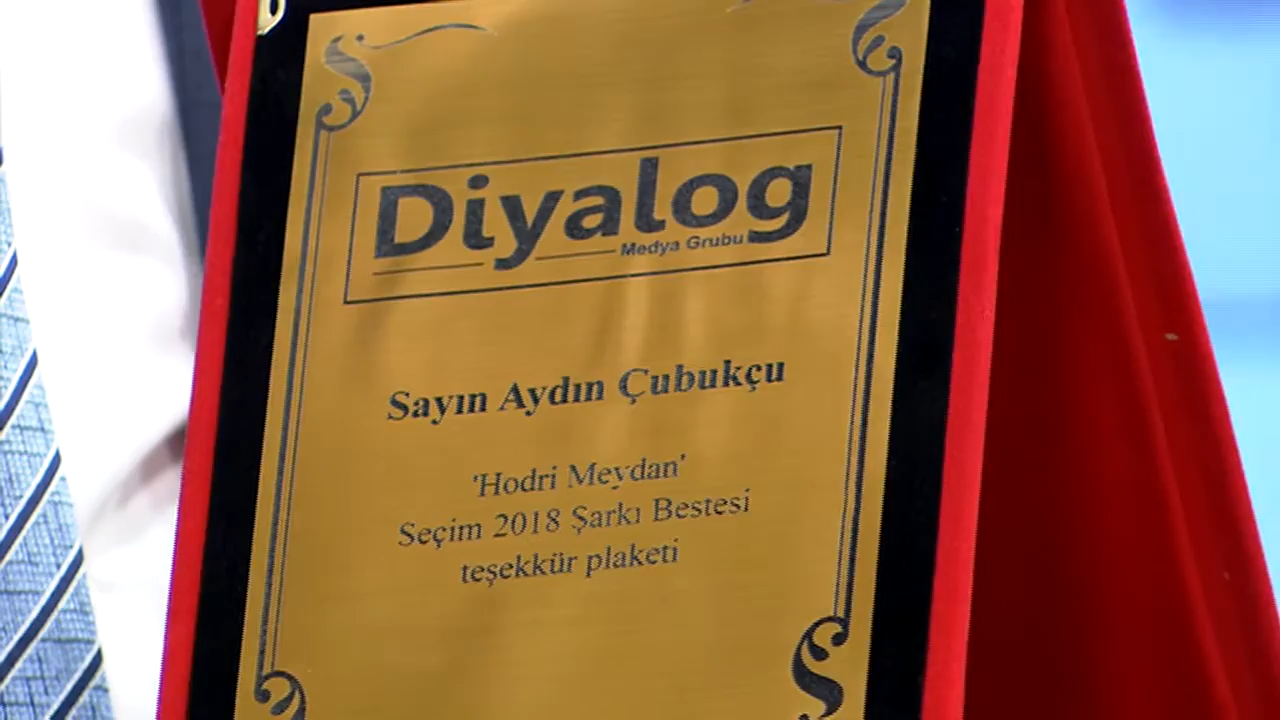 Diyalog
Medya Grubu
Sayın Aydın Çubukçu
'Hodri Meydan'
Seçim 2018 Şarkı Bestesi
teşekkür plaketi